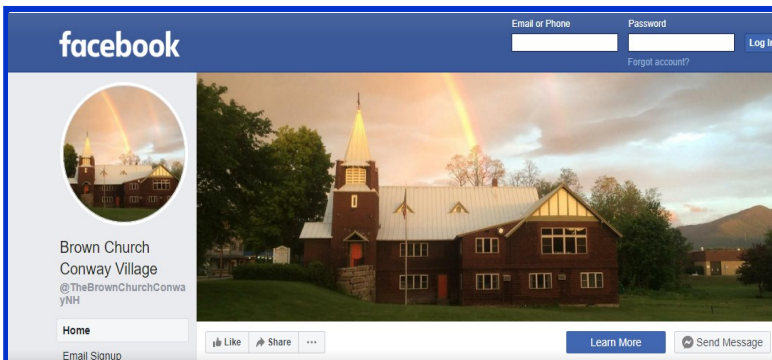 Email or Phone Password
facebook
Log In
Forgot account?
Brown Church
Conway Village
@TheBrownChurchConwa
yNH
Home
Email Signup
Like Share ...
Learn More Send Message